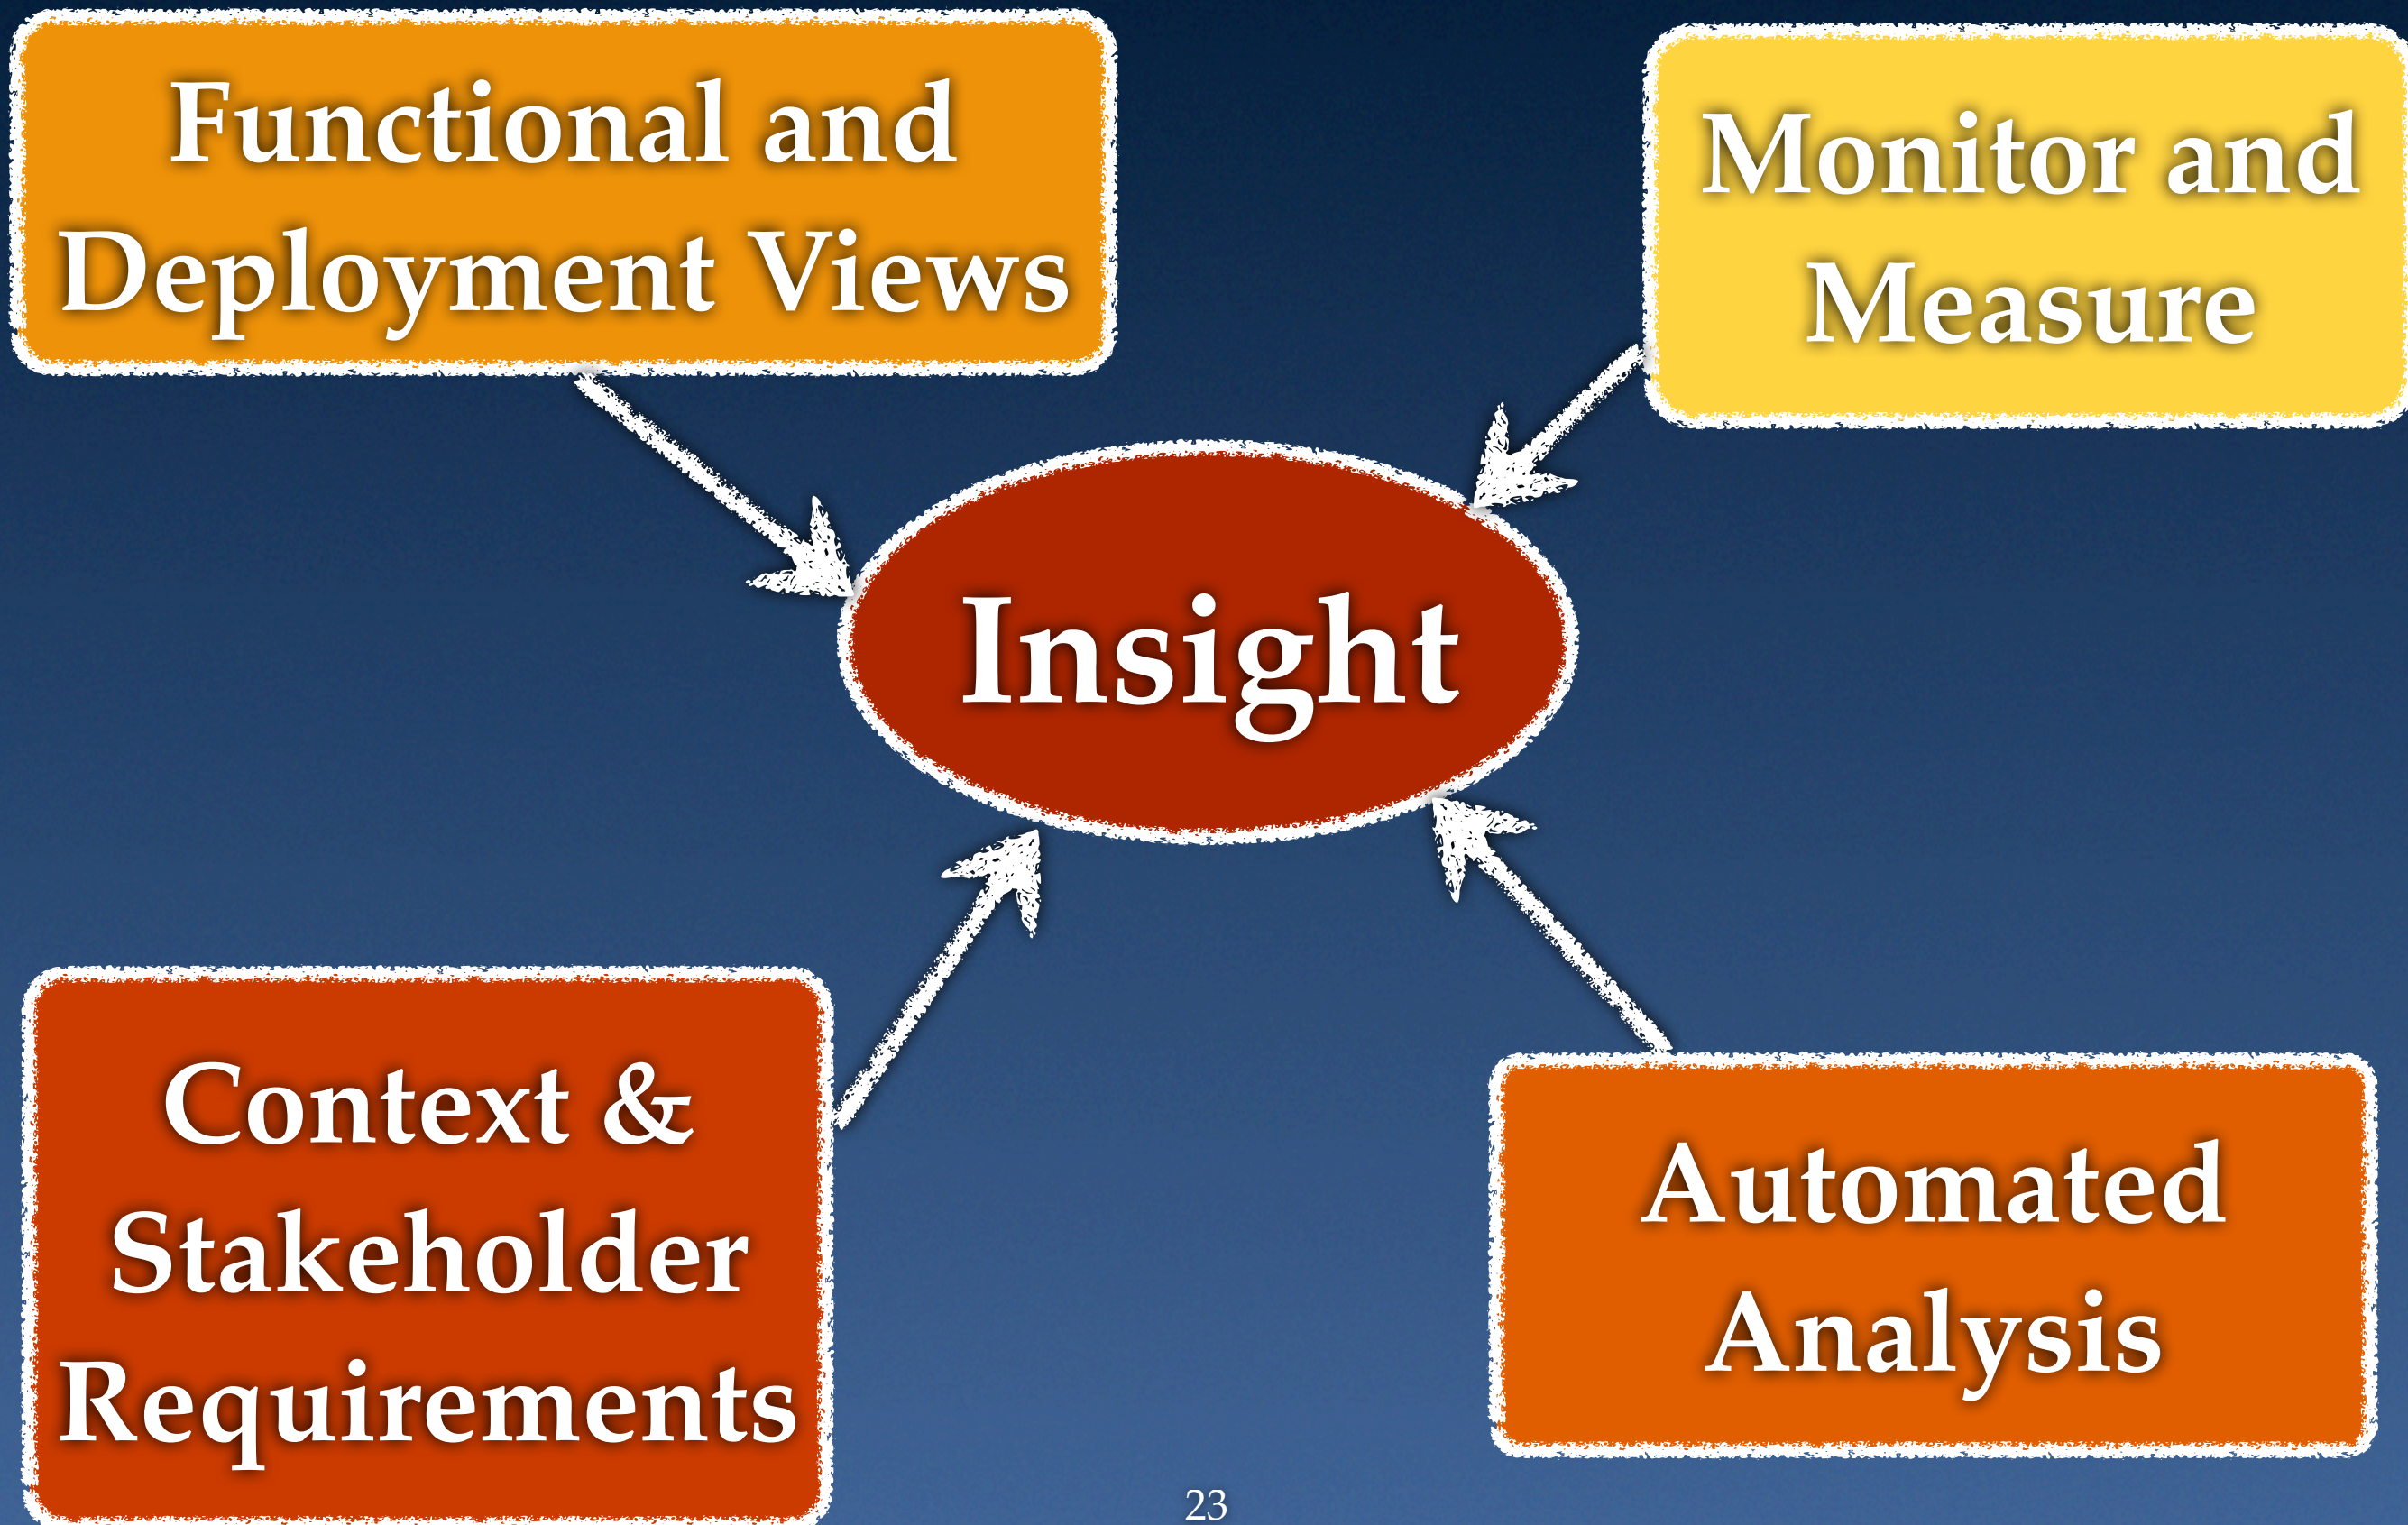 Functional and
Deployment Views
Monitor and
Measure
Insight
Context &
Stakeholder
Requirements
Automated
Analysis
23